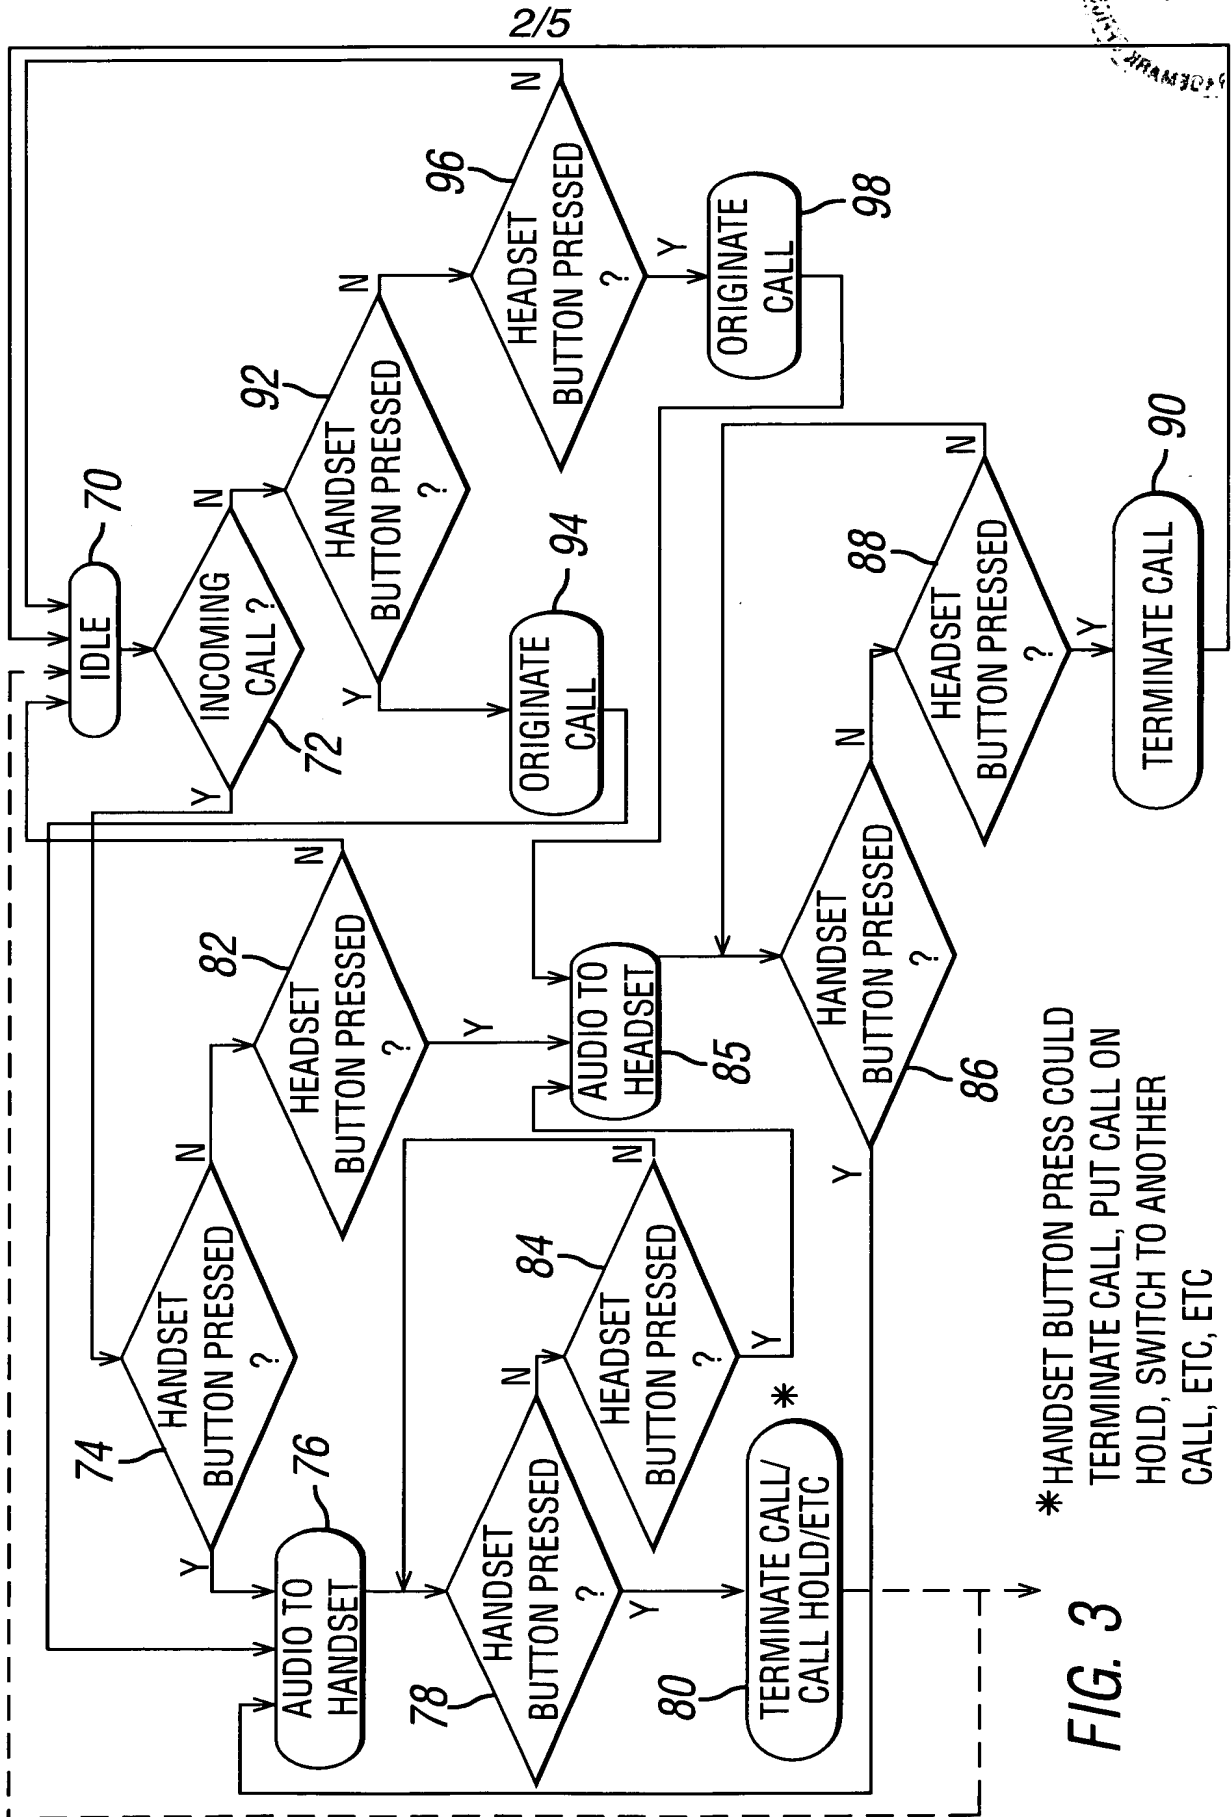 2/5
IDLE
70
INCOMING
CALL ?
72
Y
N
HANDSET
BUTTON PRESSED
?
74
Y
N
AUDIO TO
HANDSET
76
HANDSET
BUTTON PRESSED
?
78
Y
N
TERMINATE CALL/
CALL HOLD/ETC
80
*
HEADSET
BUTTON PRESSED
?
82
Y
N
HEADSET
BUTTON PRESSED
?
84
Y
N
AUDIO TO
HEADSET
85
HANDSET
BUTTON PRESSED
?
86
Y
N
HEADSET
BUTTON PRESSED
?
88
Y
N
TERMINATE CALL
90
HANDSET
BUTTON PRESSED
?
92
Y
N
ORIGINATE
CALL
94
HEADSET
BUTTON PRESSED
?
96
Y
N
ORIGINATE
CALL
98
*HANDSET BUTTON PRESS COULD
TERMINATE CALL, PUT CALL ON
HOLD, SWITCH TO ANOTHER
CALL, ETC, ETC
FIG. 3